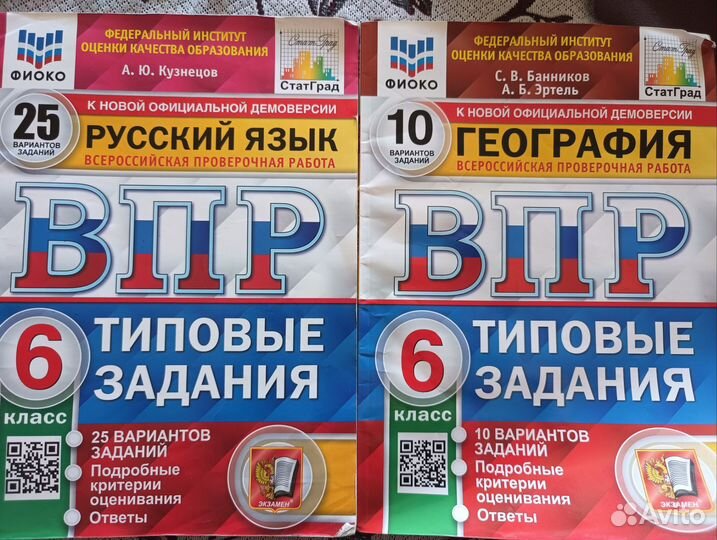 ФЕДЕРАЛЬНЫЙ ИНСТИТУТ
ОЦЕНКИ КАЧЕСТВА ОБРАЗОВАНИЯ
А. Ю. Кузнецов
ФИОКО
СтатГрад
СтатГрад
К НОВОЙ ОФИЦИАЛЬНОЙ ДЕМОВЕРСИИ
25
ВАРИАНТОВ
ЗАДАНИЙ
РУССКИЙ ЯЗЫК
ВСЕРОССИЙСКАЯ ПРОВЕРОЧНАЯ РАБОТА
ВПР
6
КЛАСС
ТИПОВЫЕ
ЗАДАНИЯ
25 ВАРИАНТОВ
ЗАДАНИЙ
Подробные
критерии
оценивания
Ответы
ЭКЗАМЕН
ФЕДЕРАЛЬНЫЙ ИНСТИТУТ
ОЦЕНКИ КАЧЕСТВА ОБРАЗОВАНИЯ
С. В. Банников
А. Б. Эртель
ФИОКО
СтатГрад
СтатГрад
К НОВОЙ ОФИЦИАЛЬНОЙ ДЕМОВЕРСИИ
10
ВАРИАНТОВ
ЗАДАНИЙ
ГЕОГРАФИЯ
ВСЕРОССИЙСКАЯ ПРОВЕРОЧНАЯ РАБОТА
ВПР
6
КЛАСС
ТИПОВЫЕ
ЗАДАНИЯ
10 ВАРИАНТОВ
ЗАДАНИЙ
Подробные
критерии
оценивания
Ответы
ЭКЗАМЕН
Avito